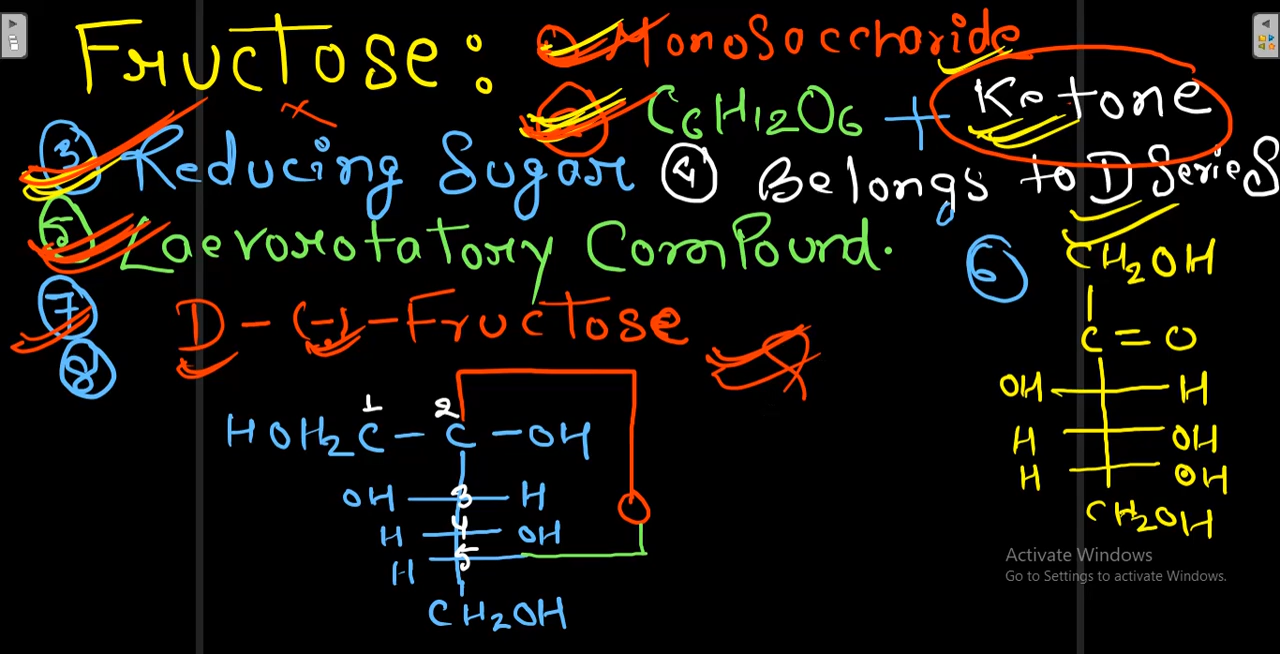 Fructose: ① Monosaccharide
② C6H12O6 + Ketone
③ Reducing Sugar ④ Belongs to D Series
⑤ Laevorotatory Compound.
⑥ CH2OH
C = O
OH H
H OH
H OH
CH2OH
⑦ D-(-)-Fructose
⑧
1 2
HOH2C - C - OH
OH 3 H
H 4 OH
H 5 O
CH2OH
Activate Windows
Go to Settings to activate Windows.